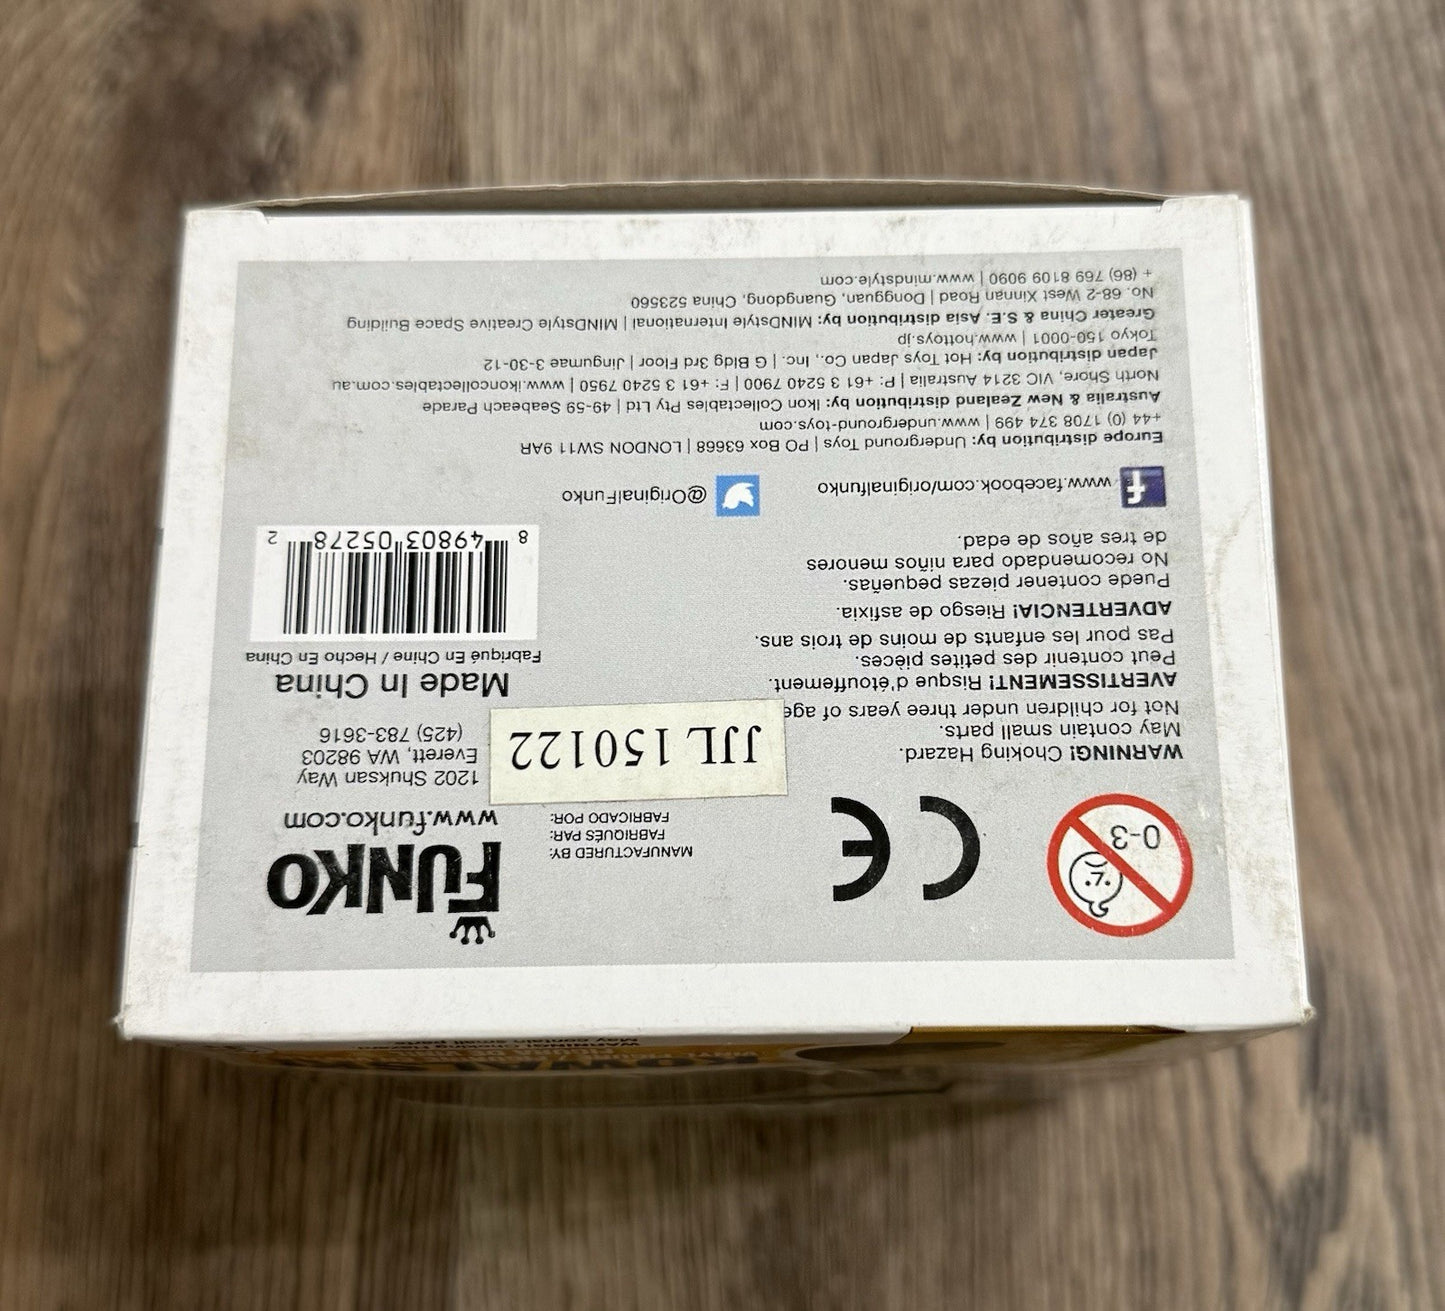 0-3
CE
MANUFACTURED BY:
FABRIQUÉS PAR:
FABRICADO POR:
JJL 150122
FUNKO
www.funko.com
1202 Shuksan Way
Everett, WA 98203
(425) 783-3616
WARNING! Choking Hazard.
May contain small parts.
Not for children under three years of age
AVERTISSEMENT! Risque d'étouffement.
Peut contenir des petites pièces.
Pas pour les enfants de moins de trois ans.
ADVERTENCIA! Riesgo de asfixia.
Puede contener piezas pequeñas.
No recomendado para niños menores
de tres años de edad.
Made In China
Fabriqué En Chine / Hecho En China
8 49803 05278 2
f www.facebook.com/originalfunko
@OriginalFunko
Europe distribution by: Underground Toys | PO Box 63668 | LONDON SW11 9AR
+44 (0) 1708 374 499 | www.underground-toys.com
Australia & New Zealand distribution by: Ikon Collectables Pty Ltd | 49-59 Seabeach Parade
North Shore, VIC 3214 Australia | P: +61 3 5240 7900 | F: +61 3 5240 7950 | www.ikoncollectables.com.au
Japan distribution by: Hot Toys Japan Co., Inc. | G Bldg 3rd Floor | Jingumae 3-30-12
Tokyo 150-0001 | www.hottoys.jp
Greater China & S.E. Asia distribution by: MINDstyle International | MINDstyle Creative Space Building
No. 68-2 West Xinnan Road | Dongguan, Guangdong, China 523560
+ (86) 769 8109 9090 | www.mindstyle.com